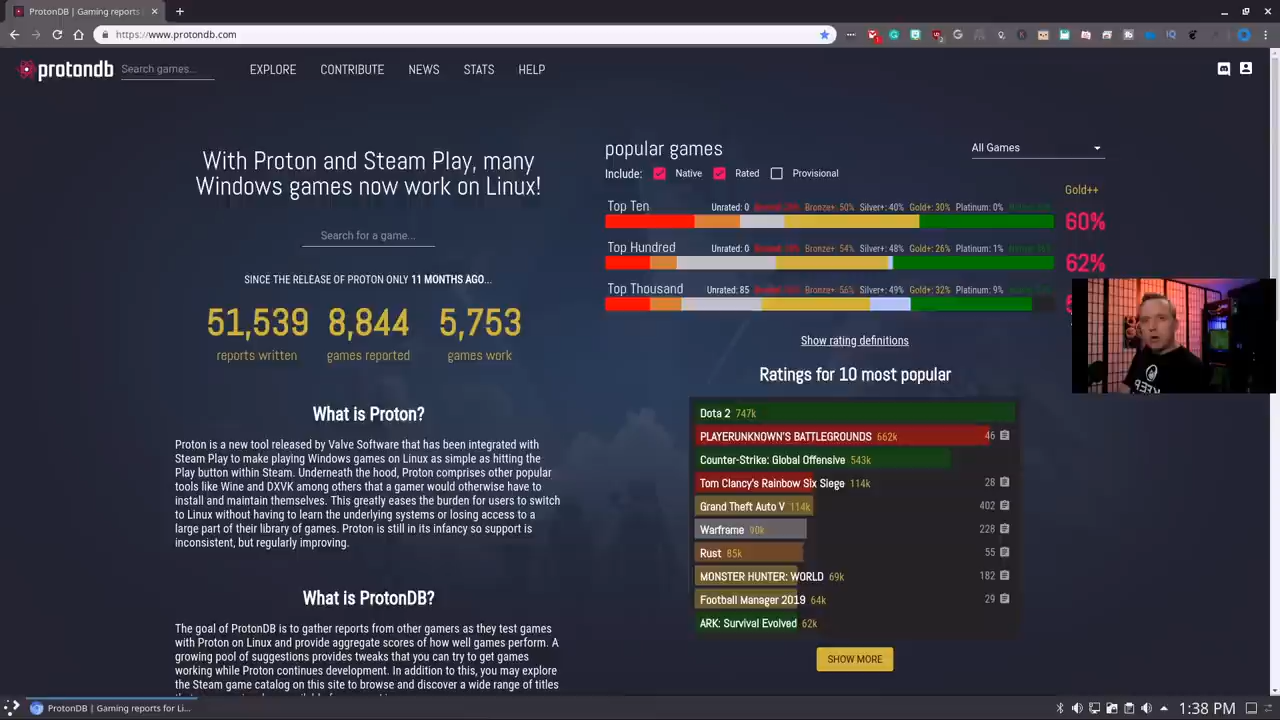 ProtonDB | Gaming reports
https://www.protondb.com
protondb
Search games...
EXPLORE
CONTRIBUTE
NEWS
STATS
HELP
With Proton and Steam Play, many
Windows games now work on Linux!
Search for a game...
SINCE THE RELEASE OF PROTON ONLY 11 MONTHS AGO...
51,539 8,844 5,753
reports written games reported games work
What is Proton?
Proton is a new tool released by Valve Software that has been integrated with
Steam Play to make playing Windows games on Linux as simple as hitting the
Play button within Steam. Underneath the hood, Proton comprises other popular
tools like Wine and DXVK among others that a gamer would otherwise have to
install and maintain themselves. This greatly eases the burden for users to switch
to Linux without having to learn the underlying systems or losing access to a
large part of their library of games. Proton is still in its infancy so support is
inconsistent, but regularly improving.
What is ProtonDB?
The goal of ProtonDB is to gather reports from other gamers as they test games
with Proton on Linux and provide aggregate scores of how well games perform. A
growing pool of suggestions provides tweaks that you can try to get games
working while Proton continues development. In addition to this, you may explore
the Steam game catalog on this site to browse and discover a wide range of titles
popular games
All Games
Include: Native Rated Provisional
Gold++
Top Ten Unrated: 0 Bronze+: 50% Silver+: 40% Gold+: 30% Platinum: 0%
60%
Top Hundred Unrated: 0 Bronze+: 54% Silver+: 48% Gold+: 26% Platinum: 1%
62%
Top Thousand Unrated: 85 Bronze+: 56% Silver+: 49% Gold+: 32% Platinum: 9%
Show rating definitions
Ratings for 10 most popular
Dota 2 747k
PLAYERUNKNOWN'S BATTLEGROUNDS 662k 46
Counter-Strike: Global Offensive 543k
Tom Clancy's Rainbow Six Siege 114k 28
Grand Theft Auto V 114k 402
Warframe 90k 228
Rust 85k 55
MONSTER HUNTER: WORLD 69k 182
Football Manager 2019 64k 29
ARK: Survival Evolved 62k
SHOW MORE
KEEP
ProtonDB | Gaming reports for Li...
1:38 PM